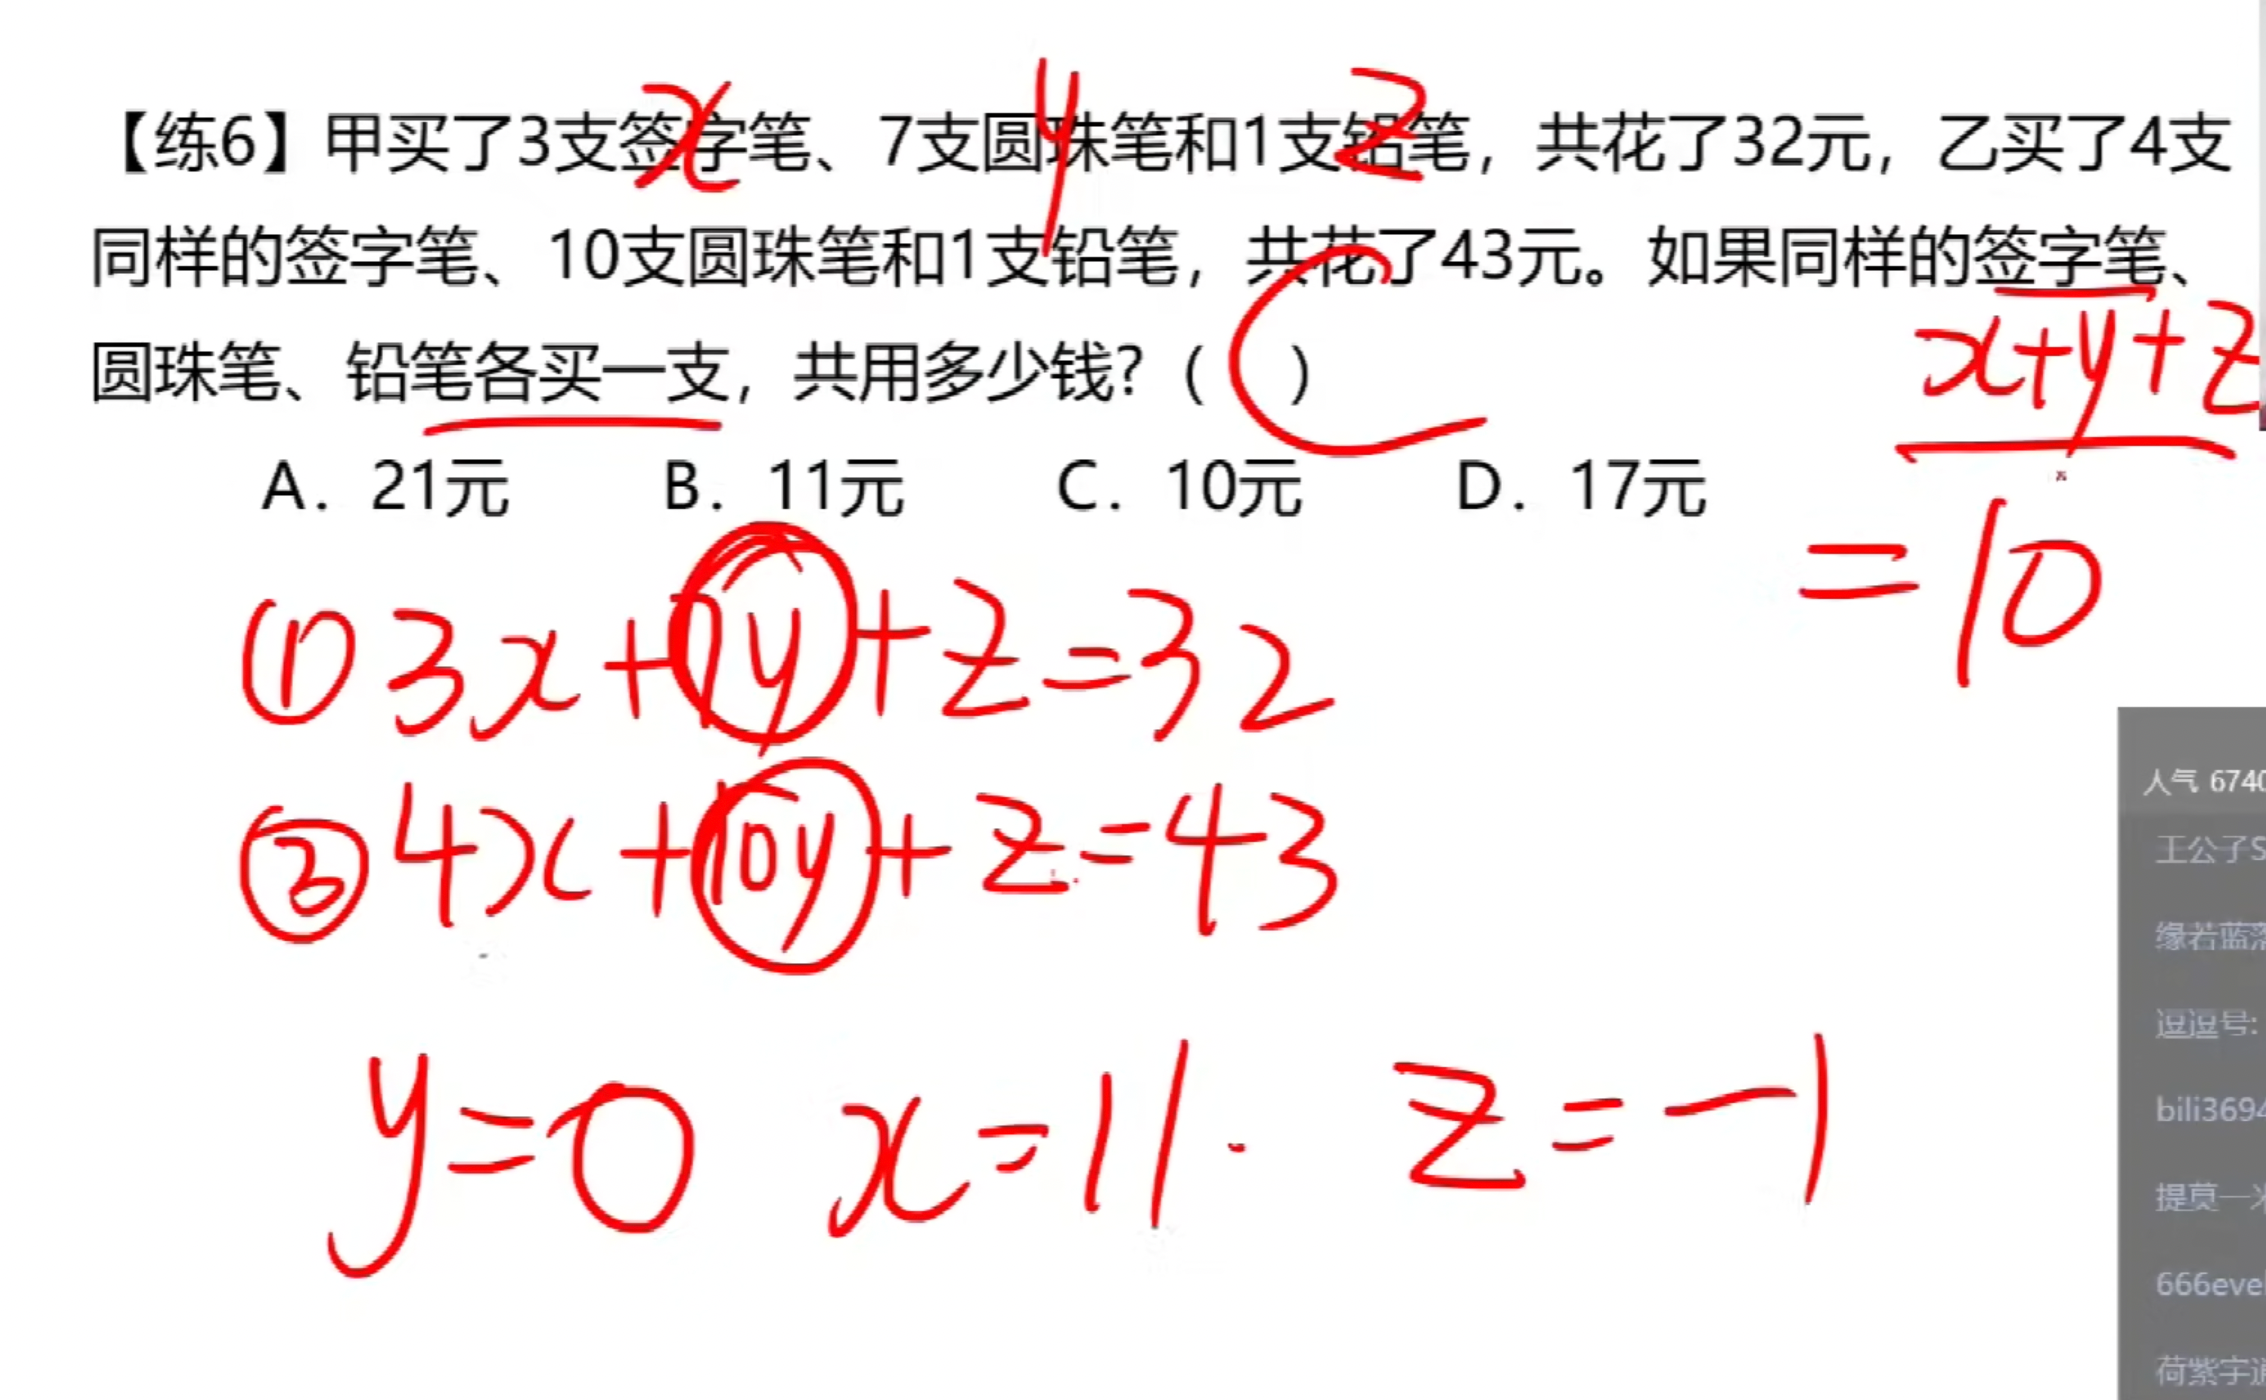 【练6】甲买了3支签字笔、7支圆珠笔和1支铅笔，共花了32元，乙买了4支
x y z
同样的签字笔、10支圆珠笔和1支铅笔，共花了43元。如果同样的签字笔、
圆珠笔、铅笔各买一支，共用多少钱?（C）
x+y+z
A. 21元 B. 11元 C. 10元 D. 17元
=10
①3x+7y+z=32
②4x+10y+z=43
y=0 x=11 z=-1
人气 6740
王公子S
缘若蓝
逗逗号:
bili3694
提莫一
666eve
荷紫宇